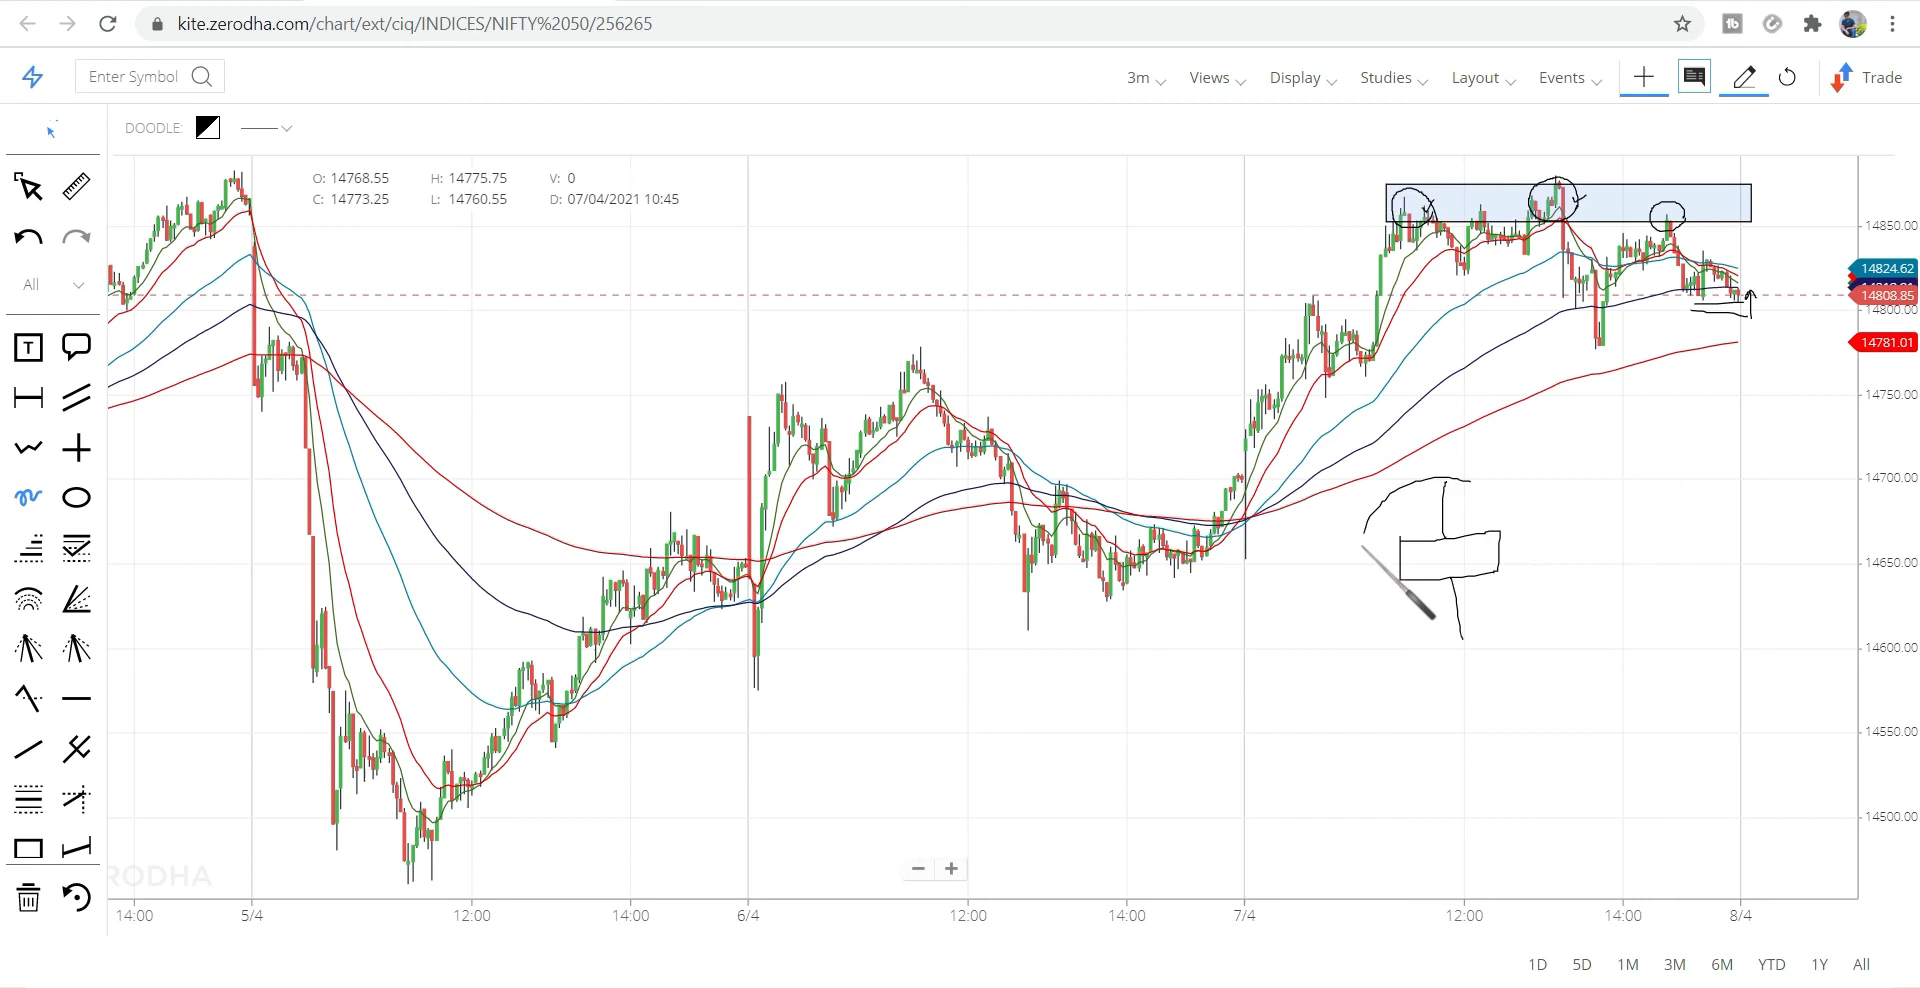 kite.zerodha.com/chart/ext/ciq/INDICES/NIFTY%2050/256265
Enter Symbol
3m Views Display Studies Layout Events Trade
DOODLE:
O: 14768.55 H: 14775.75 V: 0
C: 14773.25 L: 14760.55 D: 07/04/2021 10:45
All
T
14850.00
14824.62
14808.85
14800.00
14781.01
14750.00
14700.00
14650.00
14600.00
14550.00
14500.00
RODHA
14:00 5/4 12:00 14:00 6/4 12:00 14:00 7/4 12:00 14:00 8/4
1D 5D 1M 3M 6M YTD 1Y All